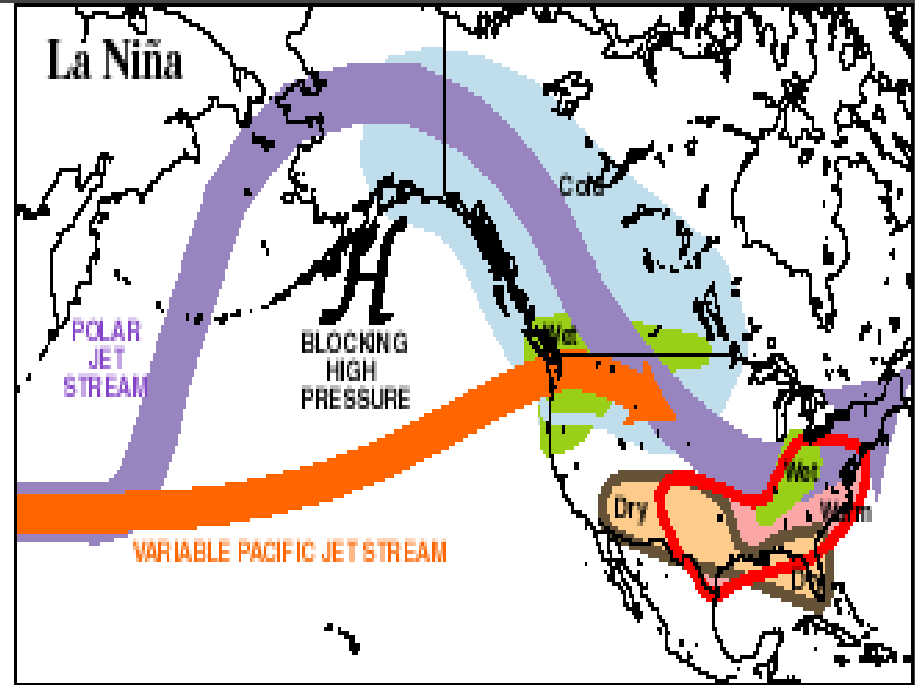 La Niña
Cold
H
POLAR
JET
STREAM
BLOCKING
HIGH
PRESSURE
Wet
Wet
Dry
Warm
VARIABLE PACIFIC JET STREAM
Dry